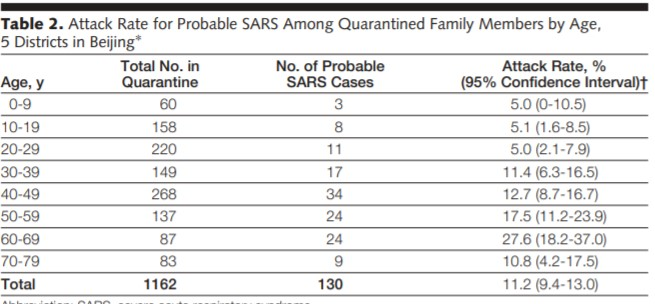 Table 2. Attack Rate for Probable SARS Among Quarantined Family Members by Age,
5 Districts in Beijing*
Total No. in No. of Probable Attack Rate, %
Age, y Quarantine SARS Cases (95% Confidence Interval)†
0-9 60 3 5.0 (0-10.5)
10-19 158 8 5.1 (1.6-8.5)
20-29 220 11 5.0 (2.1-7.9)
30-39 149 17 11.4 (6.3-16.5)
40-49 268 34 12.7 (8.7-16.7)
50-59 137 24 17.5 (11.2-23.9)
60-69 87 24 27.6 (18.2-37.0)
70-79 83 9 10.8 (4.2-17.5)
Total 1162 130 11.2 (9.4-13.0)
Abbreviation: SARS, severe acute respiratory syndrome